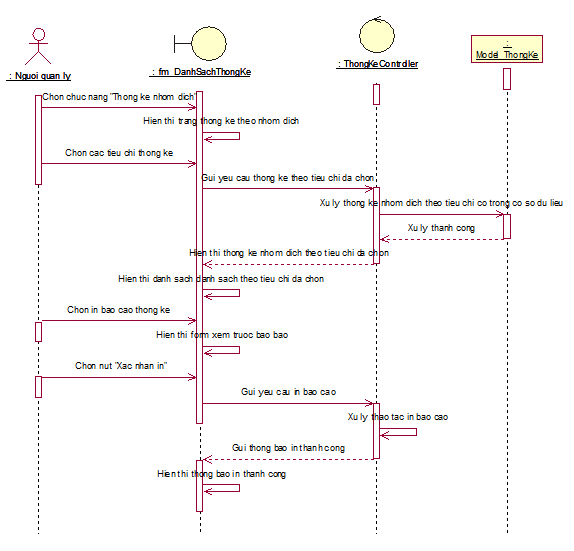 : Nguoi quan ly
: fm_DanhSachThongKe
: ThongKeContrdler
:
Model_ThongKe
Chon chuc nang "Thong ke nhom dich"
Hien thi trang thong ke theo nhom dich
Chon cac tieu chi thong ke
Gui yeu cau thong ke theo tieu chi da chon
Xu ly thong ke nhom dich theo tieu chi co trong co so du lieu
Xu ly thanh cong
Hien thi thong ke nhom dich theo tieu chi da chon
Hien thi danh sach danh sach theo tieu chi da chon
Chon in bao cao thong ke
Hien thi form xem truoc bao bao
Chon nut "Xac nhan in"
Gui yeu cau in bao cao
Xu ly thao tac in bao cao
Gui thong bao in thanh cong
Hien thi thong bao in thanh cong